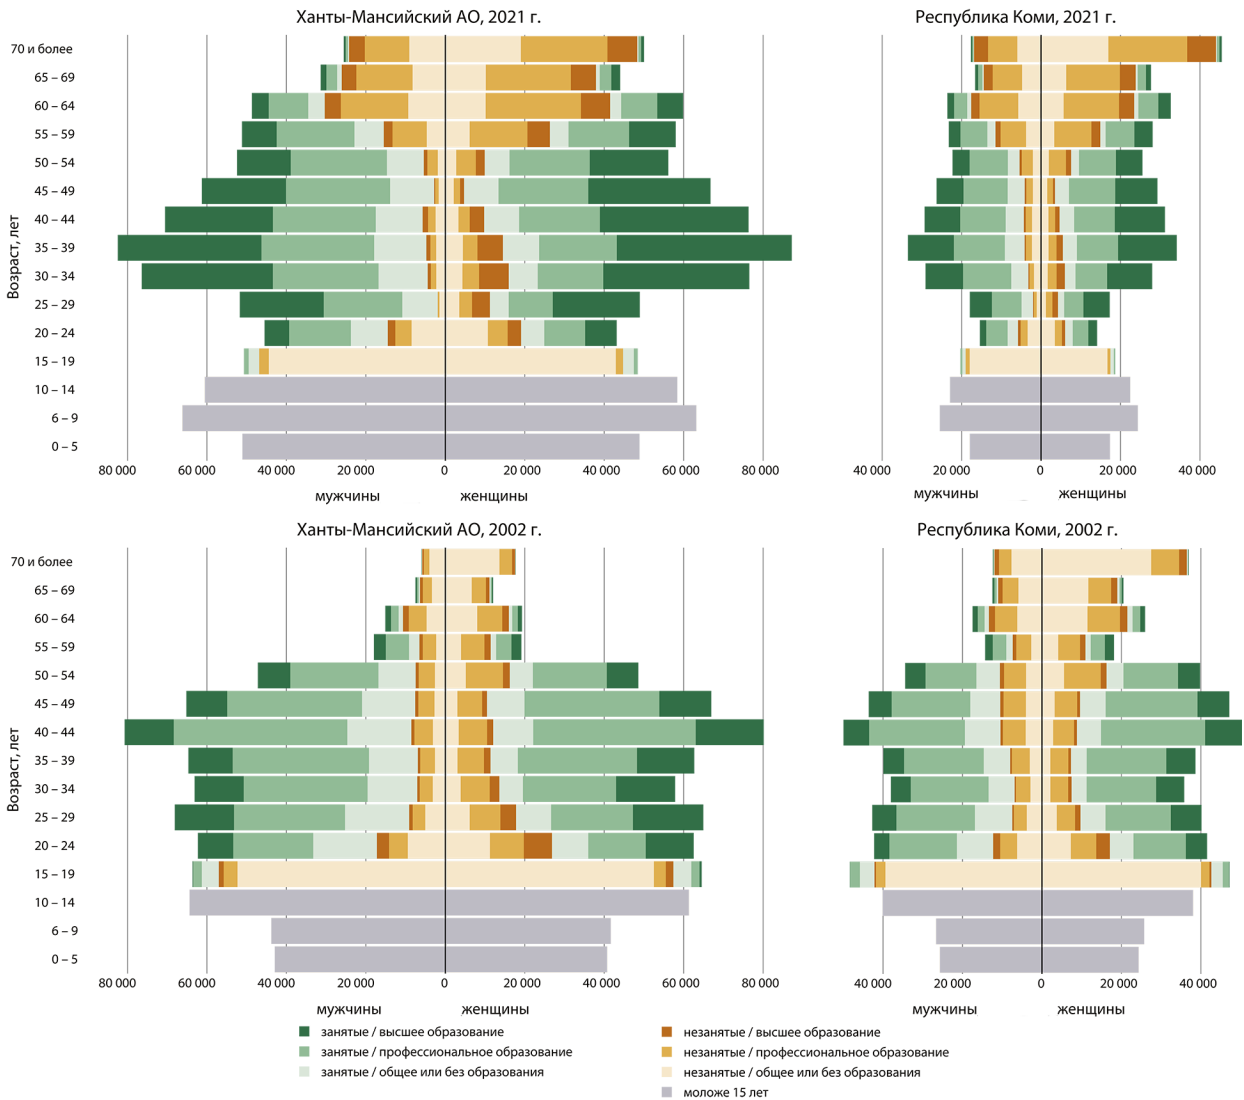 Ханты-Мансийский АО, 2021 г.
Республика Коми, 2021 г.
Возраст, лет
70 и более
65 – 69
60 – 64
55 – 59
50 – 54
45 – 49
40 – 44
35 – 39
30 – 34
25 – 29
20 – 24
15 – 19
10 – 14
6 – 9
0 – 5
80 000 60 000 40 000 20 000 0 20 000 40 000 60 000 80 000
40 000 20 000 0 20 000 40 000
мужчины женщины
мужчины женщины
Ханты-Мансийский АО, 2002 г.
Республика Коми, 2002 г.
Возраст, лет
70 и более
65 – 69
60 – 64
55 – 59
50 – 54
45 – 49
40 – 44
35 – 39
30 – 34
25 – 29
20 – 24
15 – 19
10 – 14
6 – 9
0 – 5
80 000 60 000 40 000 20 000 0 20 000 40 000 60 000 80 000
40 000 20 000 0 20 000 40 000
мужчины женщины
мужчины женщины
занятые / высшее образование
занятые / профессиональное образование
занятые / общее или без образования
незанятые / высшее образование
незанятые / профессиональное образование
незанятые / общее или без образования
моложе 15 лет